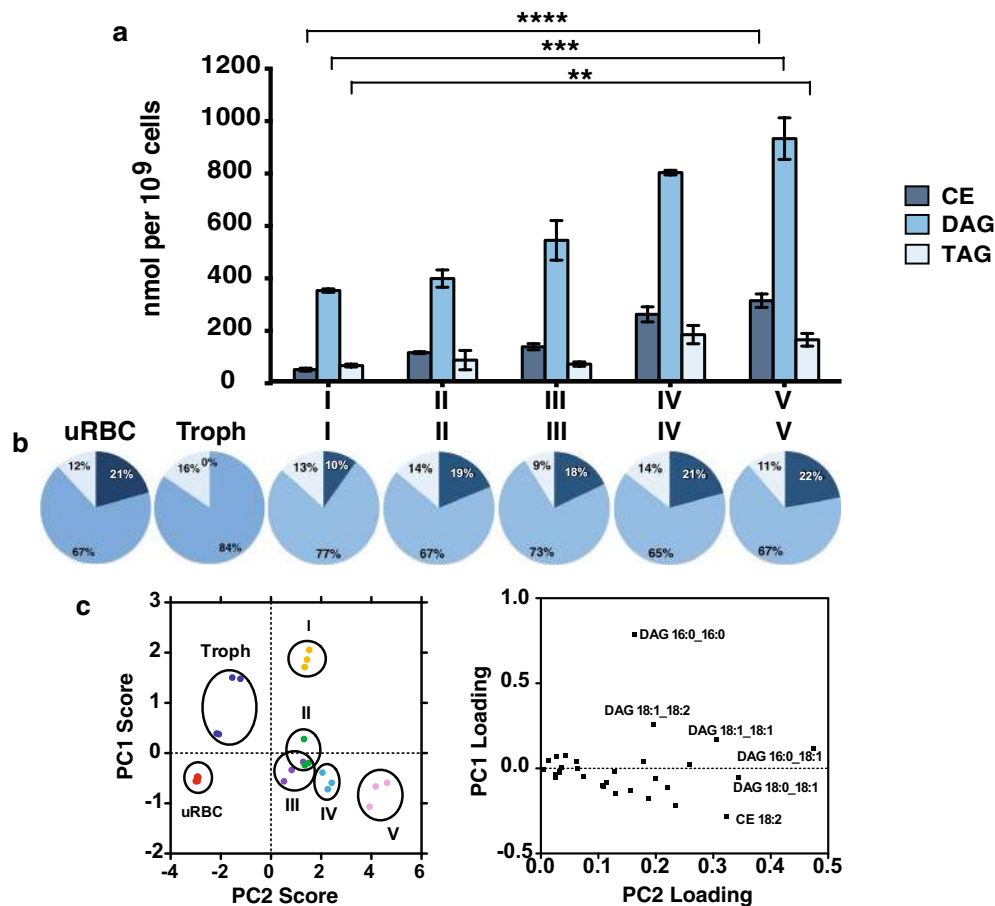 a
****
***
**
nmol per 10⁹ cells
1200
1000
800
600
400
200
0
I II III IV V
CE
DAG
TAG
b
uRBC Troph I II III IV V
12% 21% 67%
16% 0% 84%
13% 10% 77%
14% 19% 67%
9% 18% 73%
14% 21% 65%
11% 22% 67%
c
PC1 Score
3
2
1
0
-1
-2
-4 -2 0 2 4 6
PC2 Score
Troph
I
II
uRBC
III
IV
V
PC1 Loading
1.0
0.5
0.0
-0.5
0.0 0.1 0.2 0.3 0.4 0.5
PC2 Loading
DAG 16:0_16:0
DAG 18:1_18:2
DAG 18:1_18:1
DAG 16:0_18:1
DAG 18:0_18:1
CE 18:2